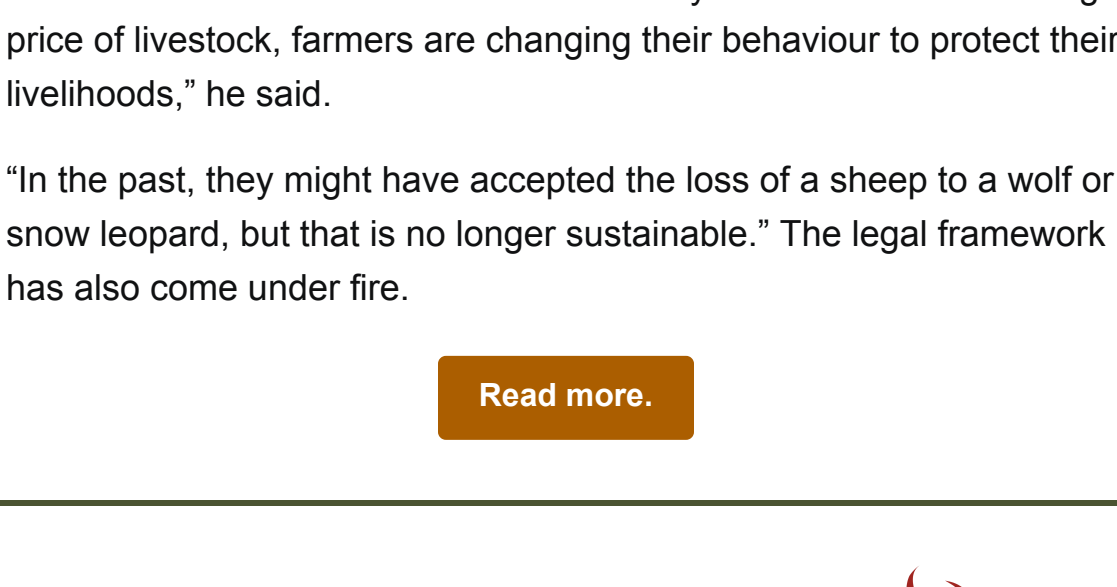 price of livestock, farmers are changing their behaviour to protect their
livelihoods,” he said.
“In the past, they might have accepted the loss of a sheep to a wolf or
snow leopard, but that is no longer sustainable.” The legal framework
has also come under fire.
Read more.